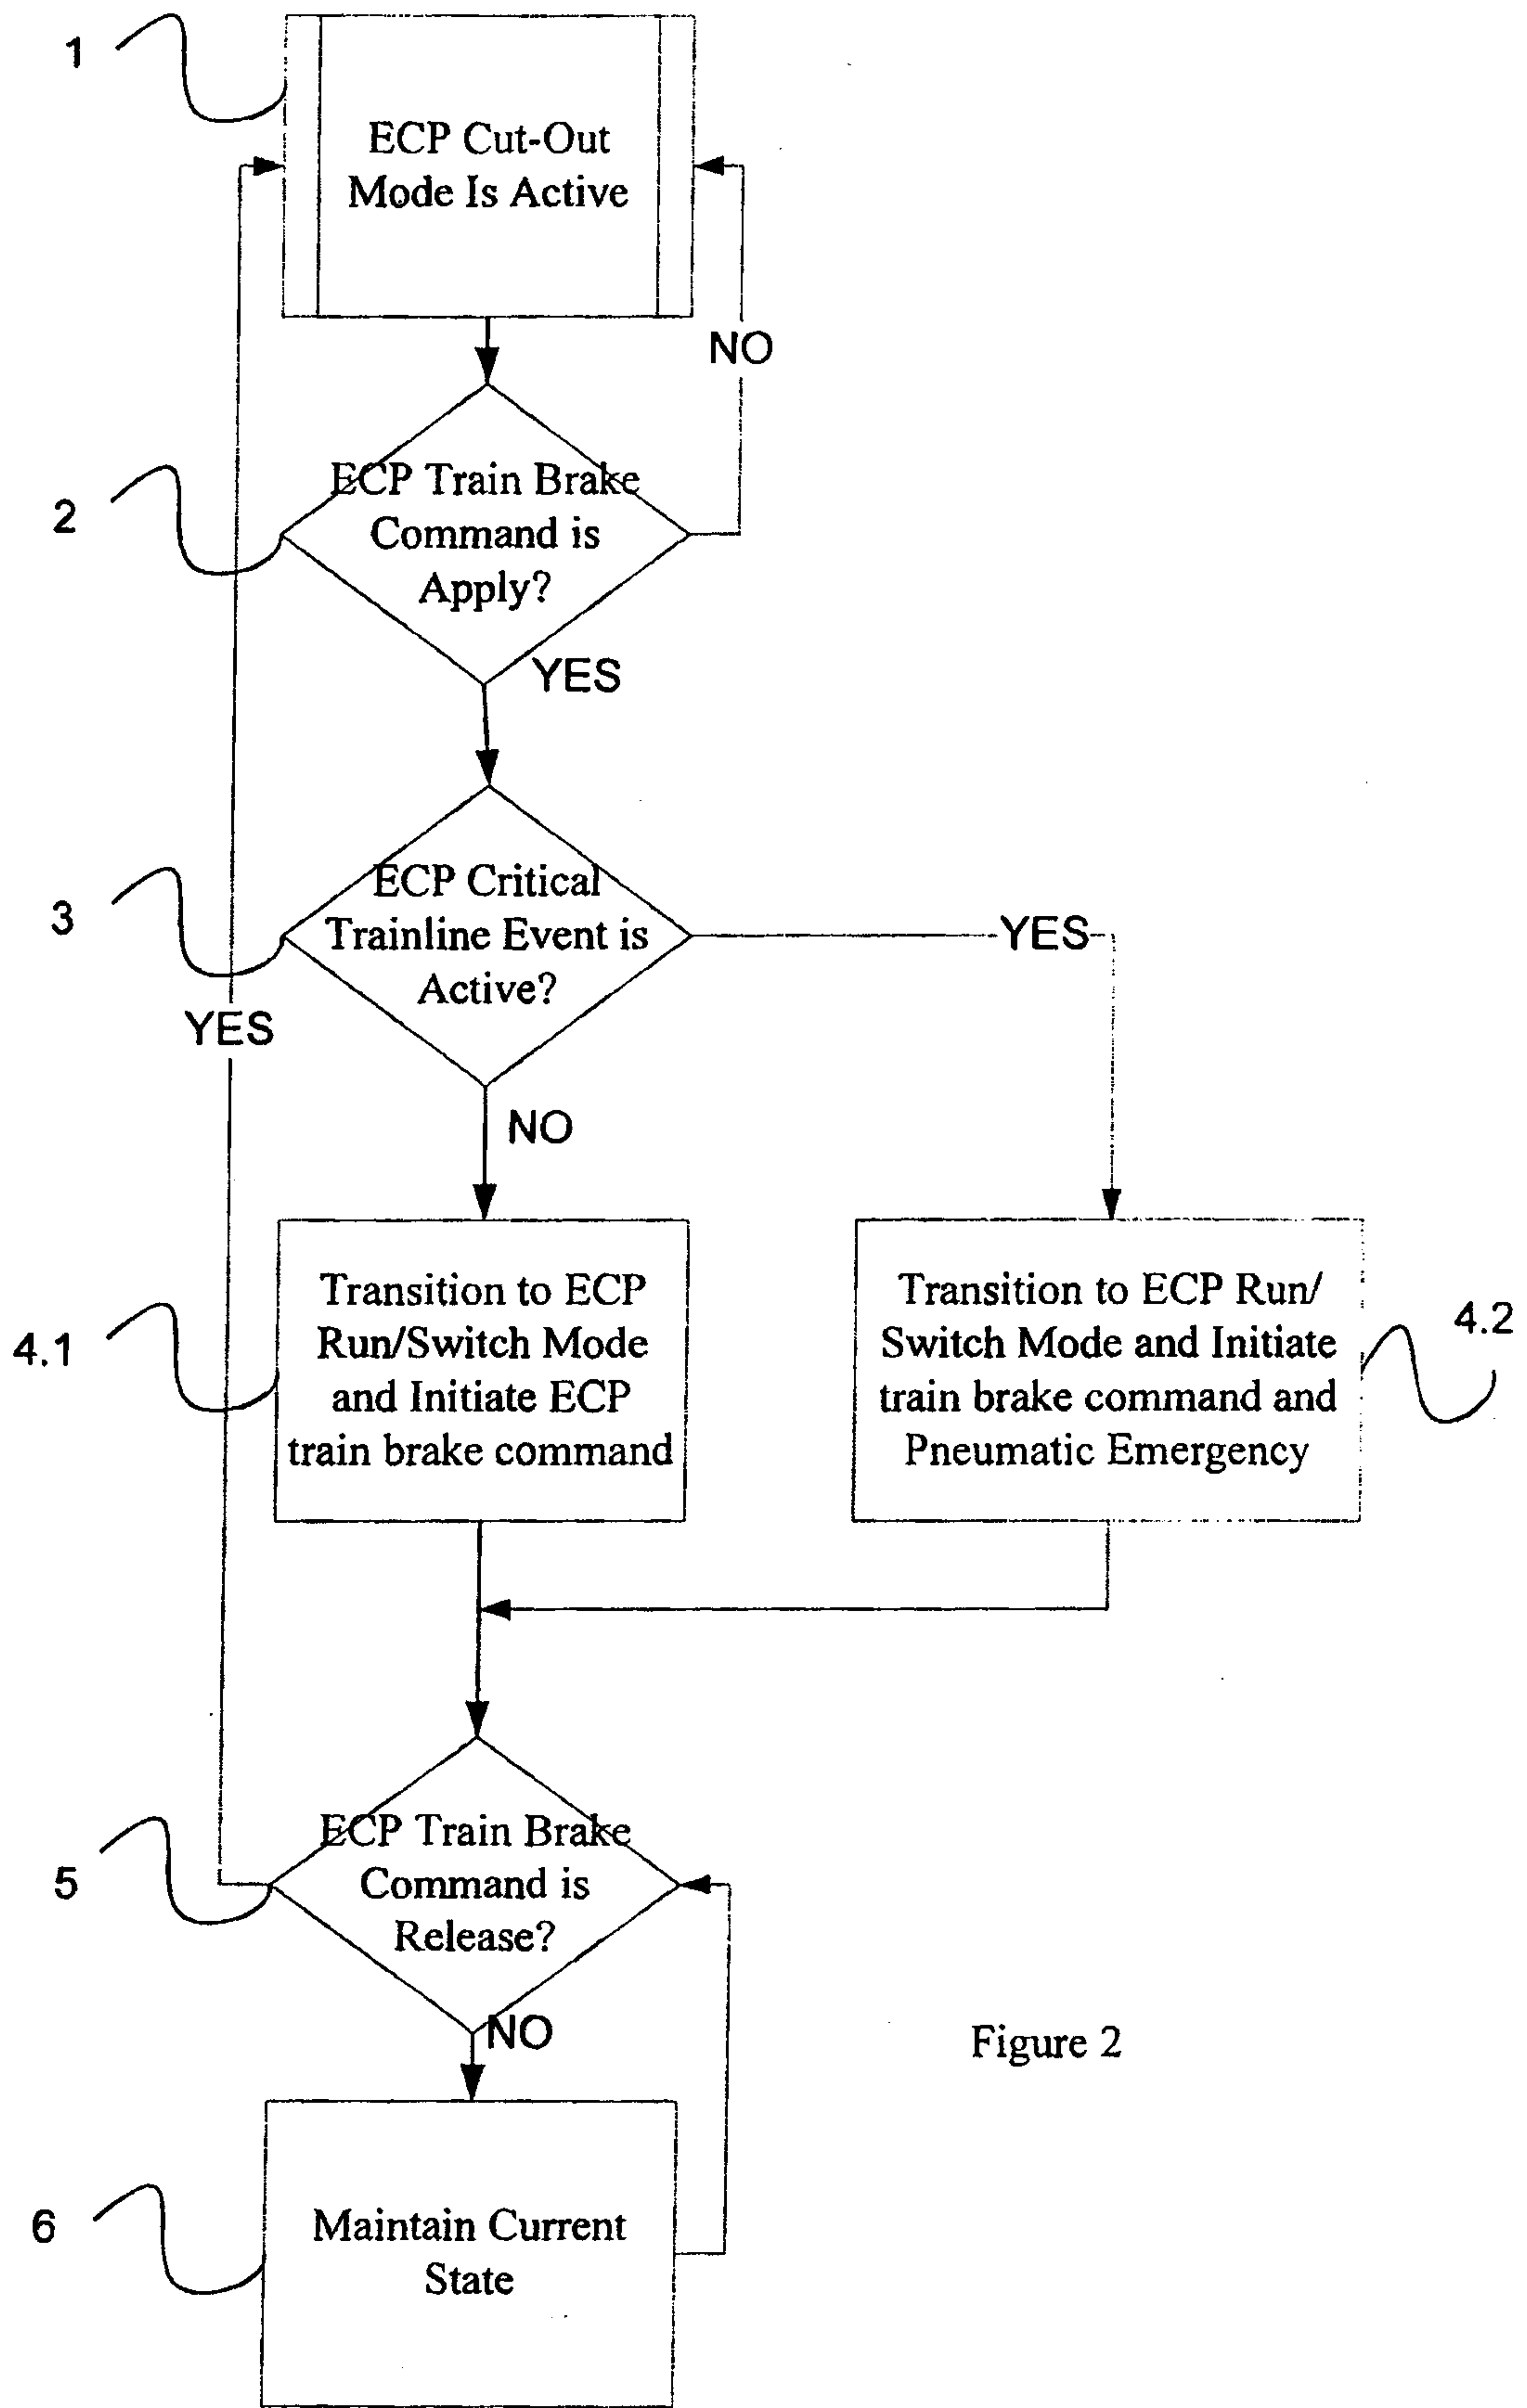 1
ECP Cut-Out
Mode Is Active
NO
2
ECP Train Brake
Command is
Apply?
YES
3
ECP Critical
Trainline Event is
Active?
YES
YES
NO
4.1
Transition to ECP
Run/Switch Mode
and Initiate ECP
train brake command
Transition to ECP Run/
Switch Mode and Initiate
train brake command and
Pneumatic Emergency
4.2
5
ECP Train Brake
Command is
Release?
NO
Figure 2
6
Maintain Current
State